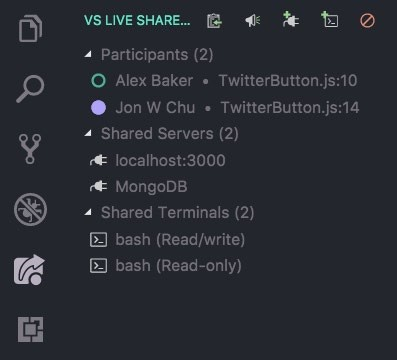 VS LIVE SHARE...
Participants (2)
Alex Baker • TwitterButton.js:10
Jon W Chu • TwitterButton.js:14
Shared Servers (2)
localhost:3000
MongoDB
Shared Terminals (2)
bash (Read/write)
bash (Read-only)